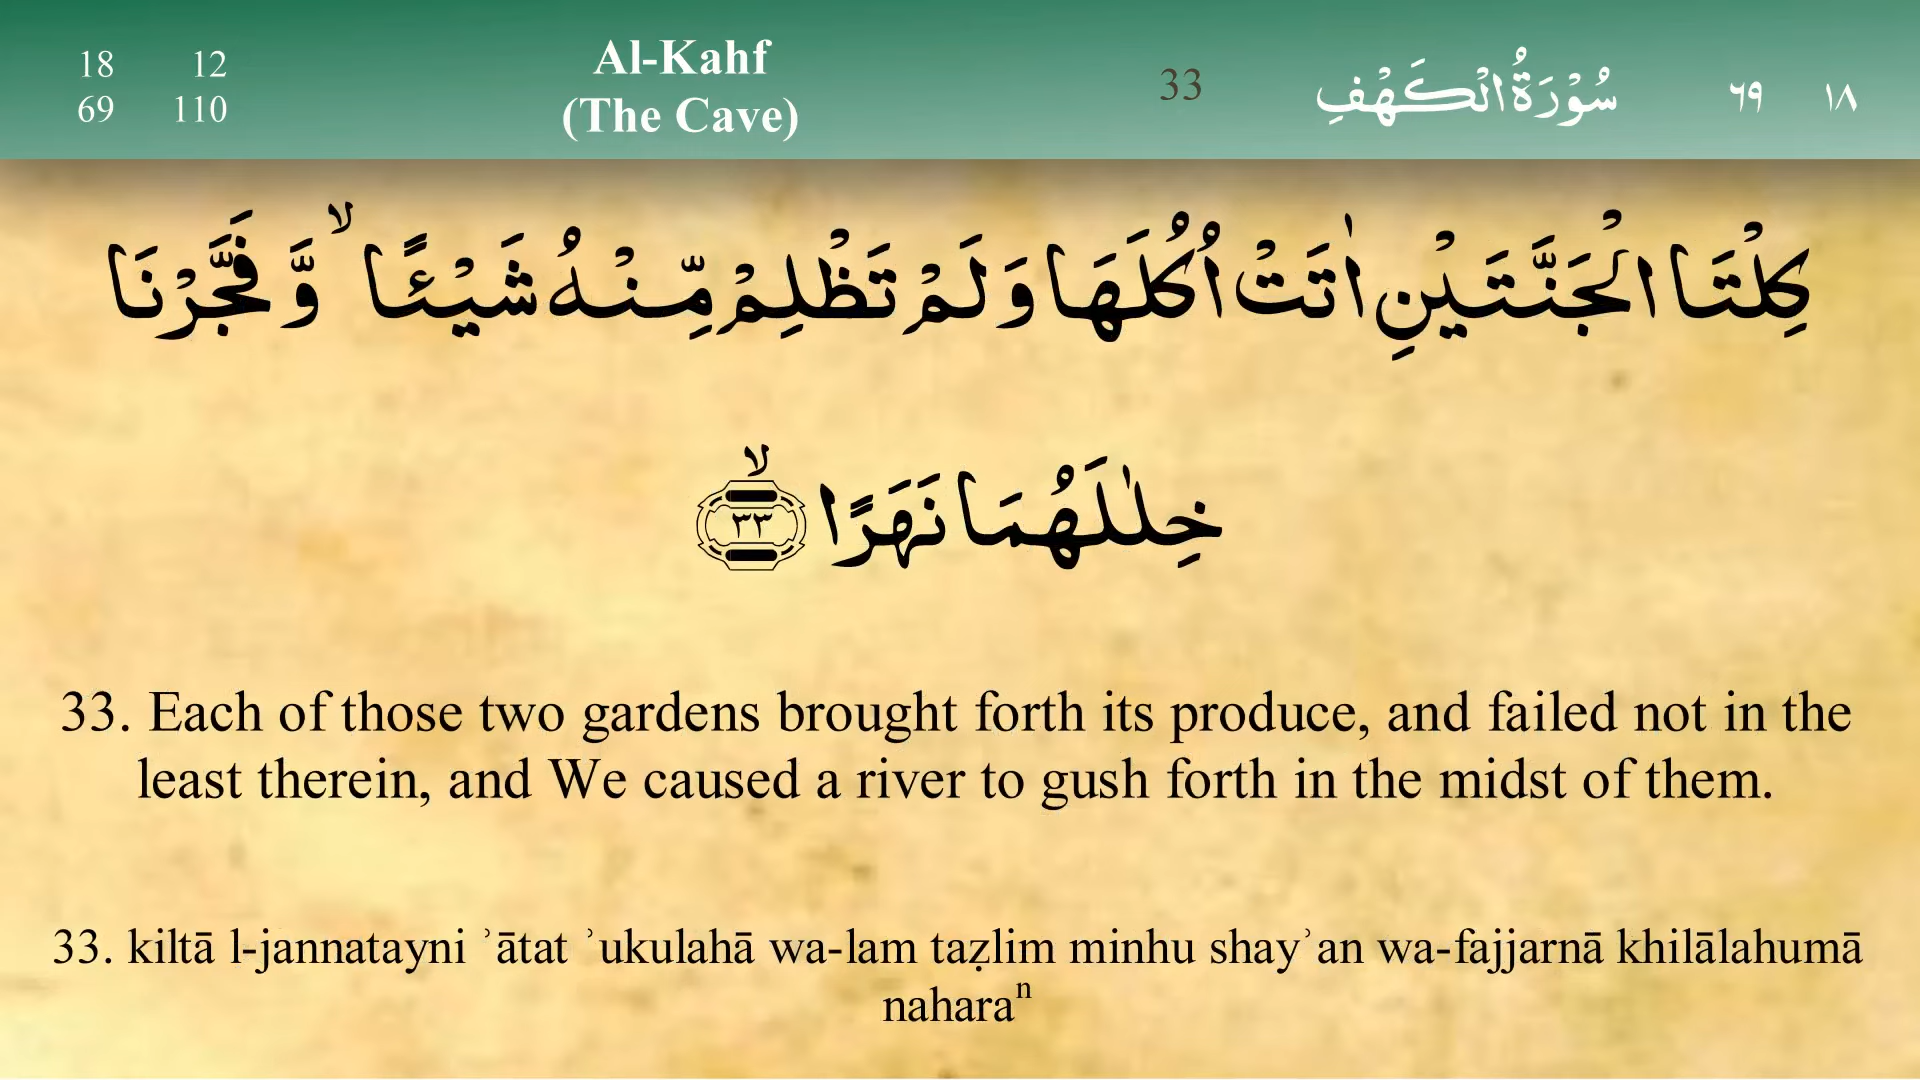 18 12
69 110
Al-Kahf
(The Cave)
33
سُوْرَةُ الْكَهْفِ
٦٩ ١٨
كِلْتَا الْجَنَّتَيْنِ اٰتَتْ اُكُلَهَا وَلَمْ تَظْلِمْ مِّنْهُ شَيْئًا ۙ وَّ فَجَّرْنَا
خِلٰلَهُمَا نَهَرًا ۙ ٣٣
33. Each of those two gardens brought forth its produce, and failed not in the
least therein, and We caused a river to gush forth in the midst of them.
33. kiltā l-jannatayni ʾātat ʾukulahā wa-lam taẓlim minhu shayʾan wa-fajjarnā khilālahumā
naharaⁿ